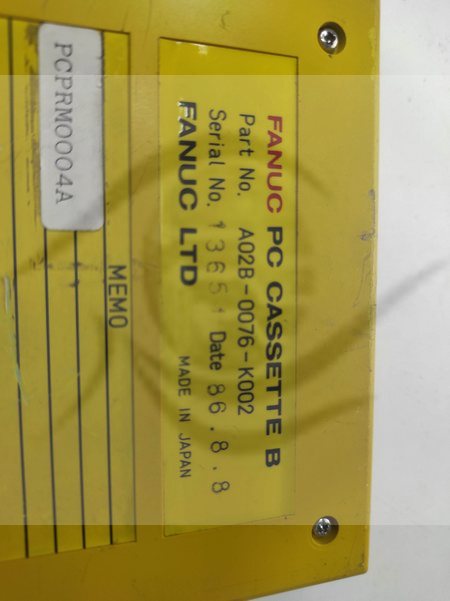 FANUC PC CASSETTE B
Part No. A02B-0076-K002
Serial No. 13651 Date 86.8.8
FANUC LTD MADE IN JAPAN
MEMO
PCPRM0004A